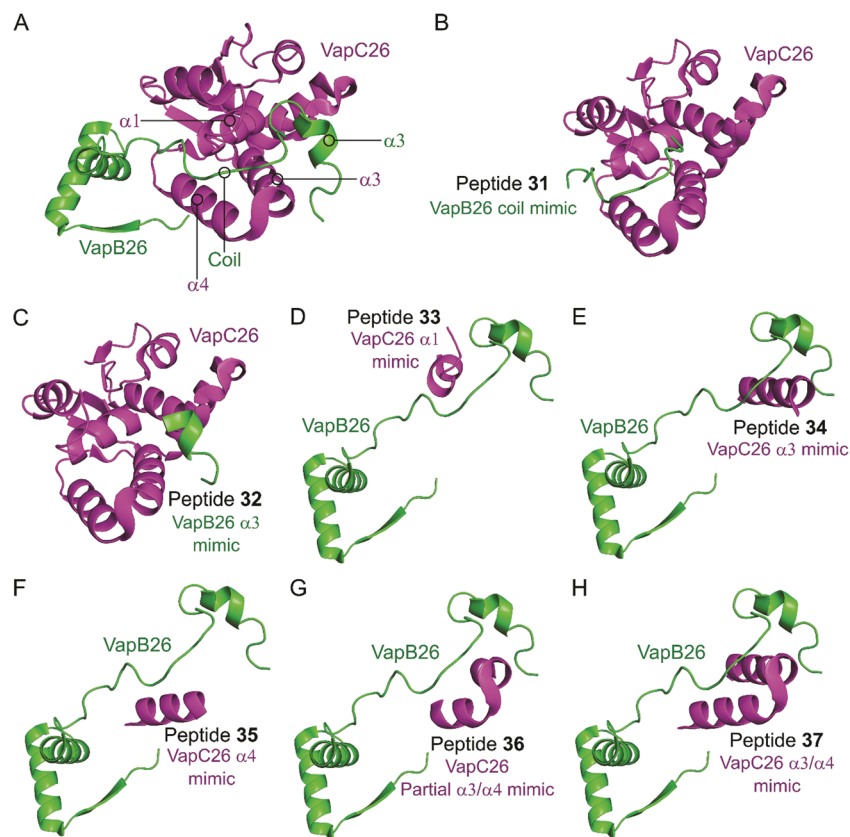 A
VapC26
α1
α3
α3
VapB26
Coil
α4
B
VapC26
Peptide 31
VapB26 coil mimic
C
VapC26
Peptide 32
VapB26 α3
mimic
D
Peptide 33
VapC26 α1
mimic
VapB26
E
VapB26
Peptide 34
VapC26 α3 mimic
F
VapB26
Peptide 35
VapC26 α4
mimic
G
VapB26
Peptide 36
VapC26
Partial α3/α4 mimic
H
VapB26
Peptide 37
VapC26 α3/α4
mimic